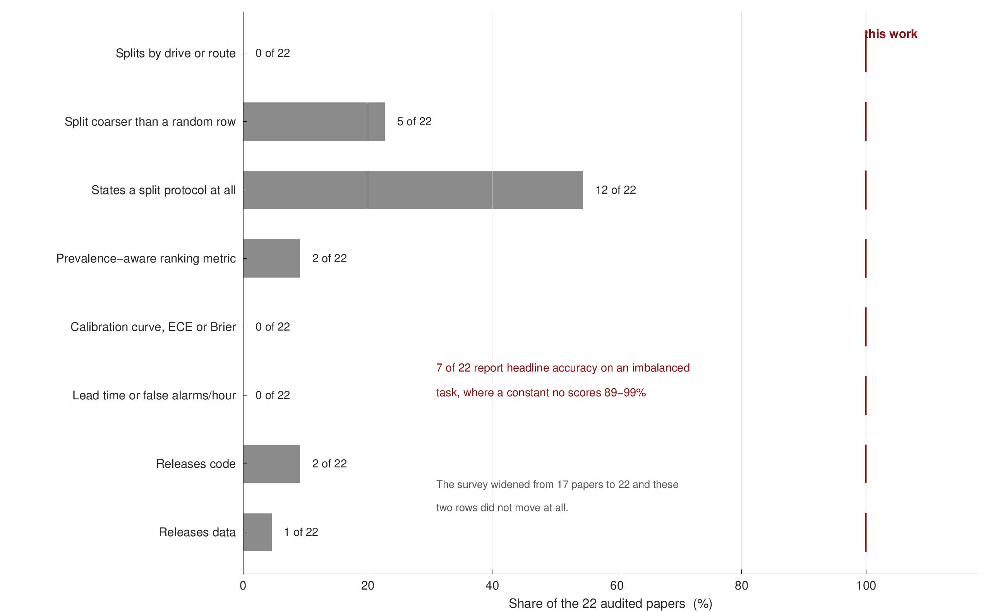 this work
Splits by drive or route 0 of 22
Split coarser than a random row 5 of 22
States a split protocol at all 12 of 22
Prevalence–aware ranking metric 2 of 22
Calibration curve, ECE or Brier 0 of 22
7 of 22 report headline accuracy on an imbalanced
task, where a constant no scores 89–99%
Lead time or false alarms/hour 0 of 22
Releases code 2 of 22
The survey widened from 17 papers to 22 and these
two rows did not move at all.
Releases data 1 of 22
0 20 40 60 80 100
Share of the 22 audited papers (%)